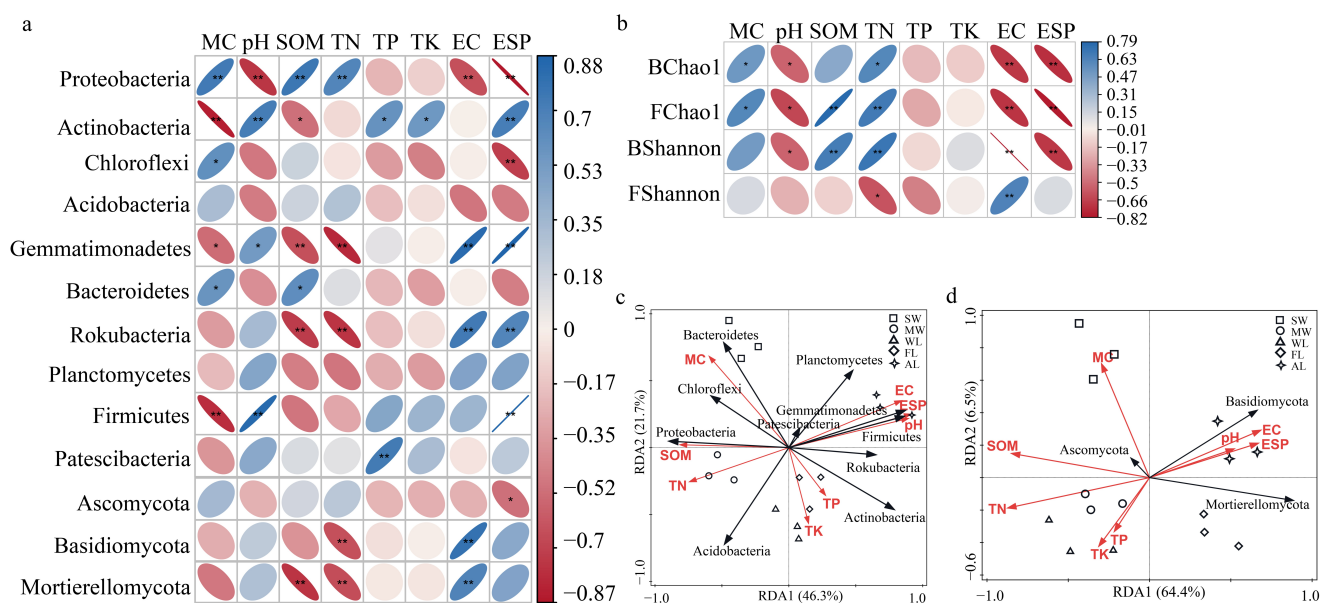 a
MC pH SOM TN TP TK EC ESP
Proteobacteria ** ** ** ** ** **
Actinobacteria ** ** * * * **
Chloroflexi * **
Acidobacteria
Gemmatimonadetes * * ** ** ** **
Bacteroidetes * *
Rokubacteria ** ** ** **
Planctomycetes
Firmicutes ** ** **
Patescibacteria **
Ascomycota *
Basidiomycota ** **
Mortierellomycota ** ** **
0.88
0.7
0.53
0.35
0.18
0
−0.17
−0.35
−0.52
−0.7
−0.87
b
MC pH SOM TN TP TK EC ESP
BChao1 * * * ** **
FChao1 * * ** ** ** **
BShannon * ** ** ** **
FShannon * **
0.79
0.63
0.47
0.31
0.15
−0.01
−0.17
−0.33
−0.5
−0.66
−0.82
c
1.0
RDA2 (21.7%)
−1.0
−1.0
RDA1 (46.3%)
1.0
SW
MW
WL
FL
AL
Bacteroidetes
MC
Planctomycetes
Chloroflexi
EC
ESP
Gemmatimonadetes
pH
Patescibacteria
Proteobacteria
Firmicutes
SOM
Rokubacteria
TN
TP
Actinobacteria
TK
Acidobacteria
d
1.0
RDA2 (6.5%)
−0.6
−1.0
RDA1 (64.4%)
1.0
SW
MW
WL
FL
AL
MC
Basidiomycota
EC
SOM
pH
ESP
Ascomycota
TN
Mortierellomycota
TP
TK